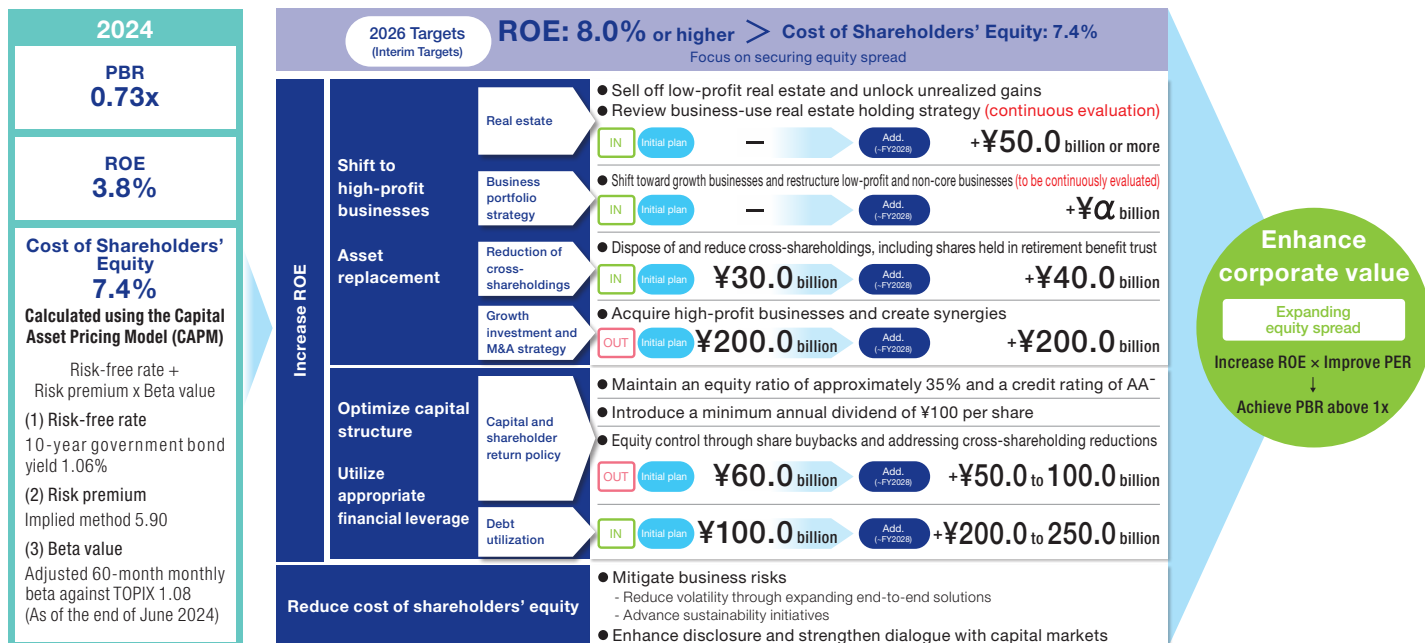 2024
PBR
0.73x
ROE
3.8%
Cost of Shareholders'
Equity
7.4%
Calculated using the Capital
Asset Pricing Model (CAPM)
Risk-free rate +
Risk premium x Beta value
(1) Risk-free rate
10-year government bond
yield 1.06%
(2) Risk premium
Implied method 5.90
(3) Beta value
Adjusted 60-month monthly
beta against TOPIX 1.08
(As of the end of June 2024)
2026 Targets
(Interim Targets)
ROE: 8.0% or higher > Cost of Shareholders' Equity: 7.4%
Focus on securing equity spread
Increase ROE
Shift to
high-profit
businesses
Asset
replacement
Real estate
● Sell off low-profit real estate and unlock unrealized gains
● Review business-use real estate holding strategy (continuous evaluation)
IN Initial plan — Add. (~FY2028) +¥50.0 billion or more
Business
portfolio
strategy
● Shift toward growth businesses and restructure low-profit and non-core businesses (to be continuously evaluated)
IN Initial plan — Add. (~FY2028) +¥α billion
Reduction of
cross-
shareholdings
● Dispose of and reduce cross-shareholdings, including shares held in retirement benefit trust
IN Initial plan ¥30.0 billion Add. (~FY2028) +¥40.0 billion
Growth
investment and
M&A strategy
● Acquire high-profit businesses and create synergies
OUT Initial plan ¥200.0 billion Add. (~FY2028) +¥200.0 billion
Optimize capital
structure
Utilize
appropriate
financial leverage
Capital and
shareholder
return policy
● Maintain an equity ratio of approximately 35% and a credit rating of AA⁻
● Introduce a minimum annual dividend of ¥100 per share
● Equity control through share buybacks and addressing cross-shareholding reductions
OUT Initial plan ¥60.0 billion Add. (~FY2028) +¥50.0 to 100.0 billion
Debt
utilization
IN Initial plan ¥100.0 billion Add. (~FY2028) +¥200.0 to 250.0 billion
Reduce cost of shareholders' equity
● Mitigate business risks
- Reduce volatility through expanding end-to-end solutions
- Advance sustainability initiatives
● Enhance disclosure and strengthen dialogue with capital markets
Enhance
corporate value
Expanding
equity spread
Increase ROE × Improve PER
↓
Achieve PBR above 1x